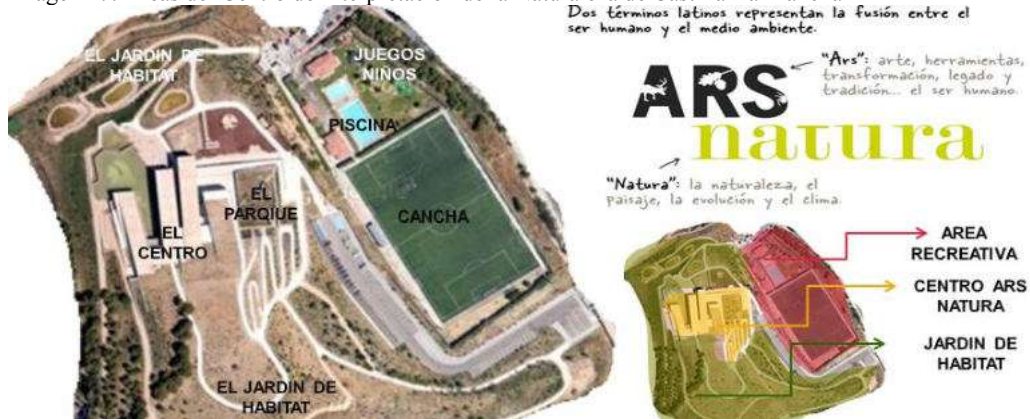 Dos términos latinos representan la fusión entre el
ser humano y el medio ambiente.
EL JARDIN DE
HABITAT
JUEGOS
NIÑOS
PISCINA
EL
PARQIUE
CANCHA
EL
CENTRO
EL JARDIN DE
HABITAT
ARS
natura
"Ars": arte, herramientas,
transformación, legado y
tradición... el ser humano.
"Natura": la naturaleza, el
paisaje, la evolución y el clima.
AREA
RECREATIVA
CENTRO ARS
NATURA
JARDIN DE
HABITAT